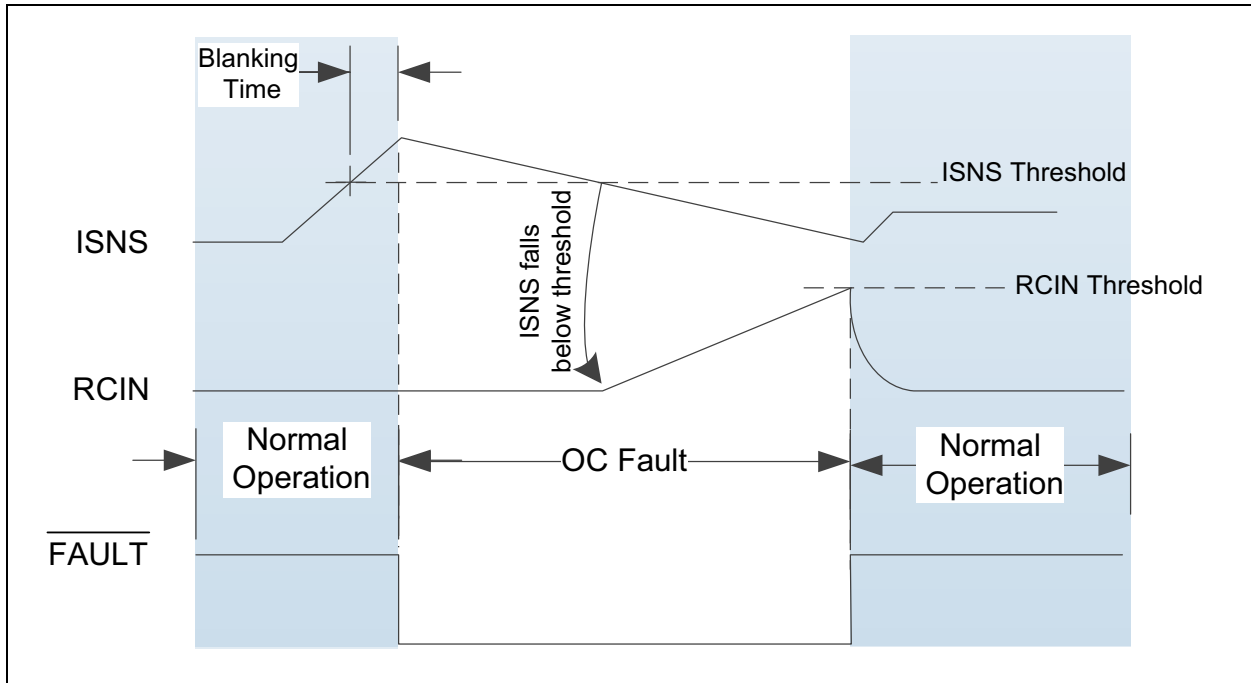 Blanking
Time
ISNS Threshold
ISNS
ISNS falls
below threshold
RCIN Threshold
RCIN
Normal
Operation
OC Fault
Normal
Operation
FAULT